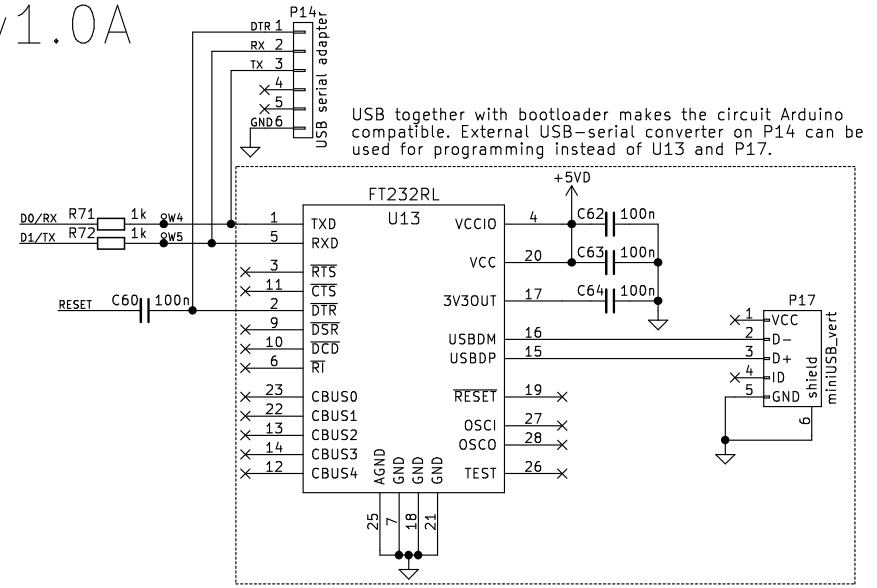 v1.0A
P14
DTR 1
RX 2
TX 3
4
5
GND 6
USB serial adapter
USB together with bootloader makes the circuit Arduino
compatible. External USB-serial converter on P14 can be
used for programming instead of U13 and P17.
+5VD
FT232RL
U13
D0/RX R71 1k W4
D1/TX R72 1k W5
RESET C60 100n
1 TXD
5 RXD
3 RTS
11 CTS
2 DTR
9 DSR
10 DCD
6 RI
23 CBUS0
22 CBUS1
13 CBUS2
14 CBUS3
12 CBUS4
AGND 25
GND 7
GND 18
GND 21
VCCIO 4
VCC 20
3V3OUT 17
USBDM 16
USBDP 15
RESET 19
OSCI 27
OSCO 28
TEST 26
C62 100n
C63 100n
C64 100n
P17
1 VCC
2 D-
3 D+
4 ID
5 GND
shield
6
miniUSB_vert